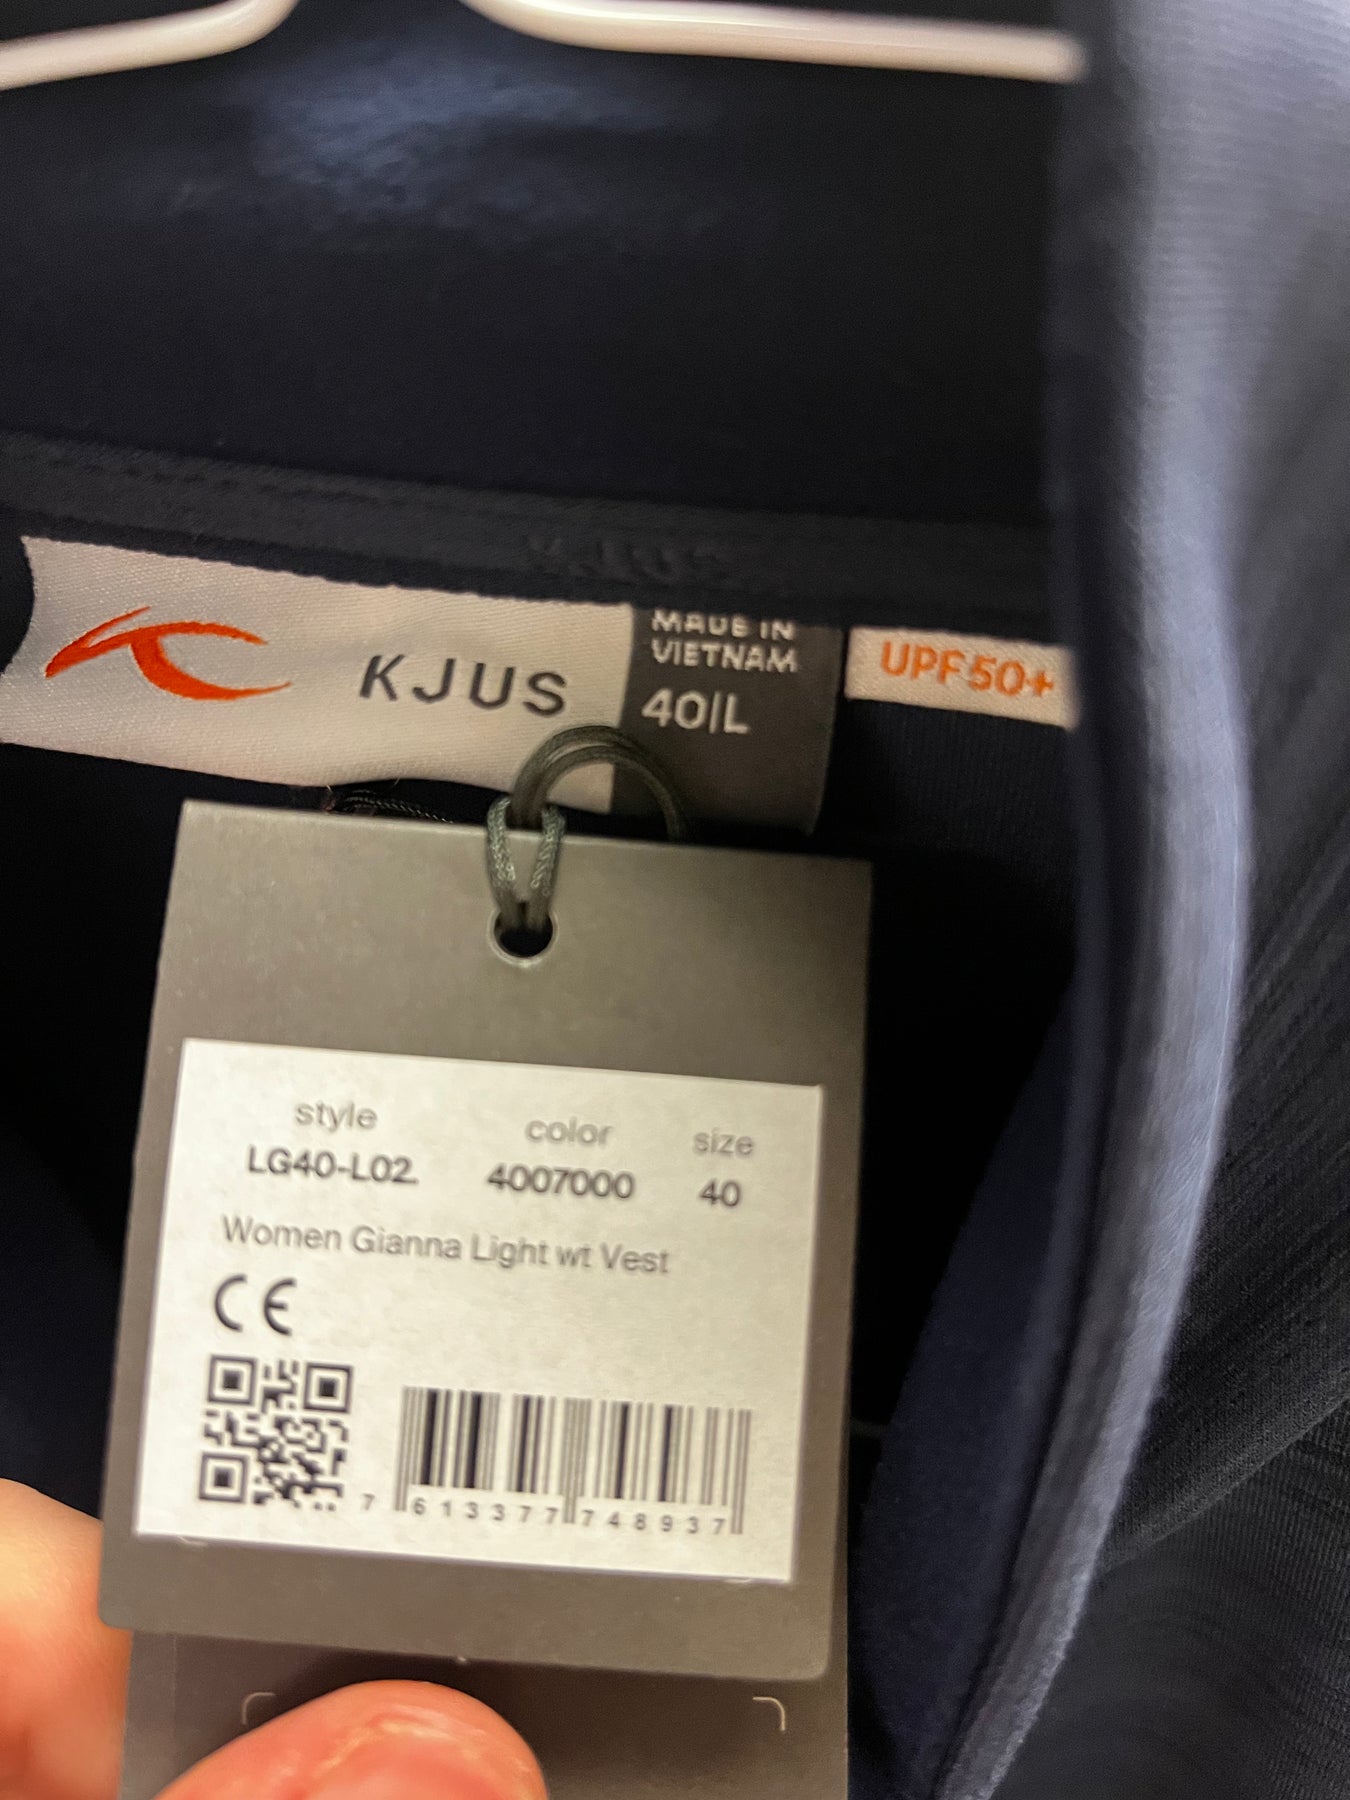 KJUS
KJUS
MADE IN
VIETNAM
40|L
UPF50+
style color size
LG40-L02 4007000 40
Women Gianna Light wt Vest
CE
7 613377 748937